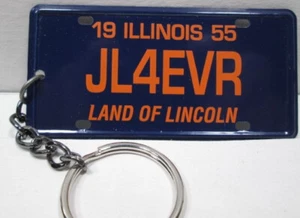 19 ILLINOIS 55
JL4EVR
LAND OF LINCOLN